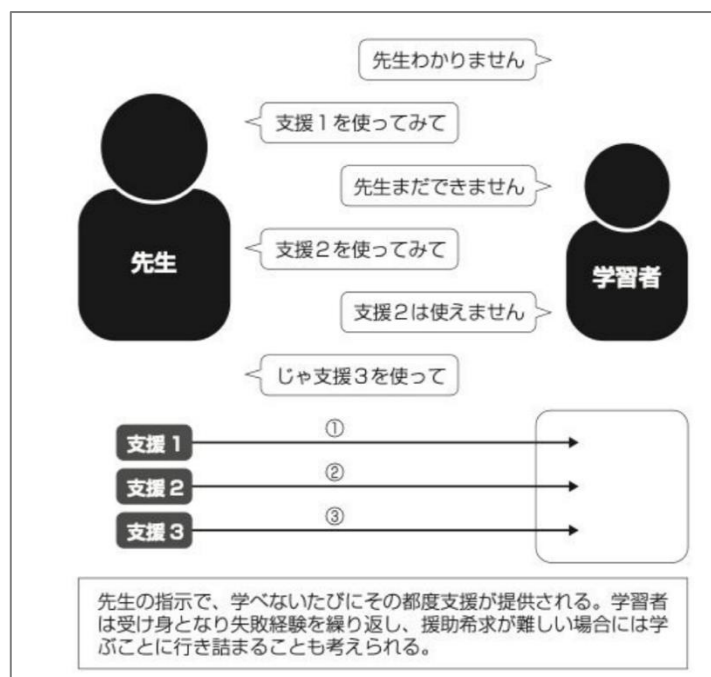 先生わかりません
支援1を使ってみて
先生まだできません
先生
支援2を使ってみて
学習者
支援2は使えません
じゃ支援3を使って
①
支援1
②
支援2
③
支援3
先生の指示で、学べないたびにその都度支援が提供される。学習者
は受け身となり失敗経験を繰り返し、援助希求が難しい場合には学
ぶことに行き詰まることも考えられる。